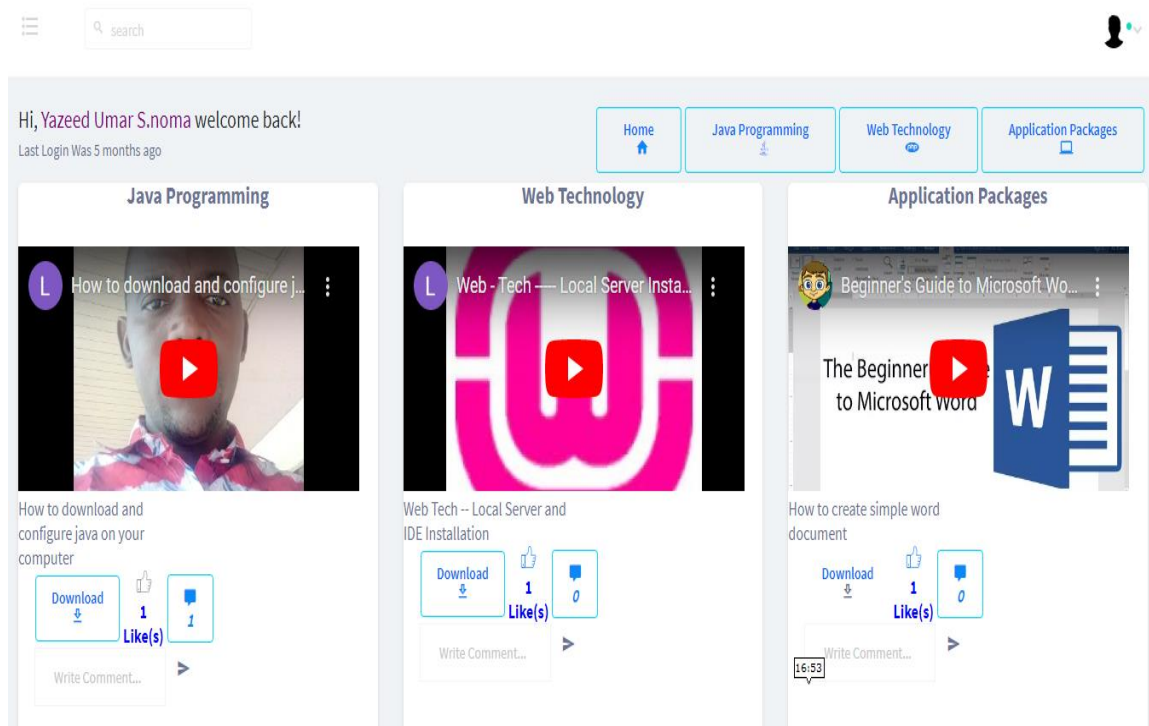 search
Hi, Yazeed Umar S.noma welcome back!
Last Login Was 5 months ago
Home
Java Programming
Web Technology
php
Application Packages
Java Programming
L
How to download and configure j...
How to download and
configure java on your
computer
Download
1
Like(s)
1
Write Comment...
Web Technology
L
Web - Tech ---- Local Server Insta...
Web Tech -- Local Server and
IDE Installation
Download
1
Like(s)
0
Write Comment...
Application Packages
Beginner's Guide to Microsoft Wo...
The Beginner
to Microsoft Word
W
How to create simple word
document
Download
1
Like(s)
0
Write Comment...
16:53